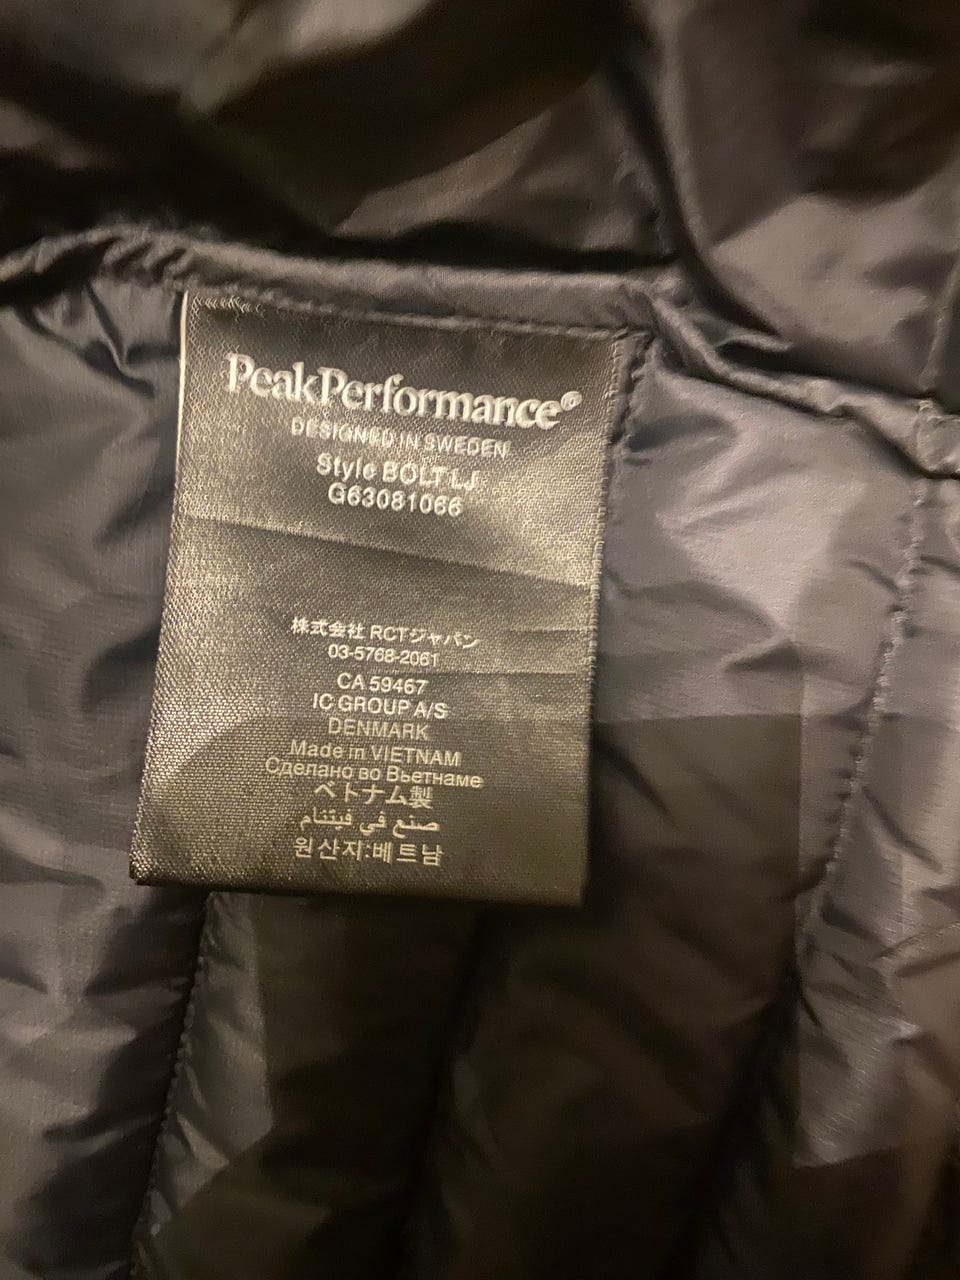 PeakPerformance®
DESIGNED IN SWEDEN
Style BOLT LJ
G63081066
株式会社 RCTジャパン
03-5768-2061
CA 59467
IC GROUP A/S
DENMARK
Made in VIETNAM
Сделано во Вьетнаме
ベトナム製
صنع في فيتنام
원산지:베트남